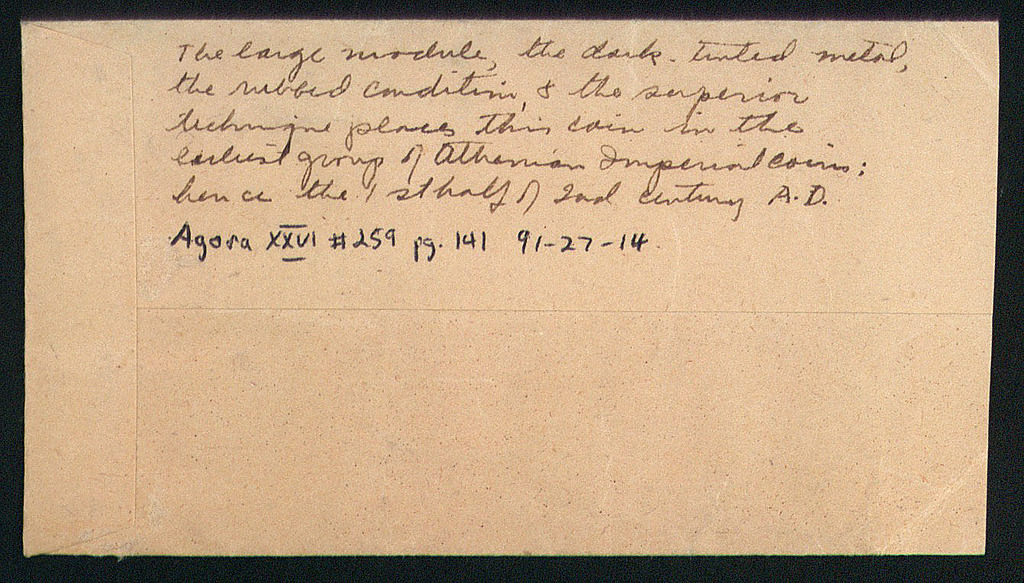 The large module, the dark-tinted metal,
the rubbed condition, & the superior
technique places this coin in the
earliest group of Athenian Imperial coins;
hence the 1st half of 2nd century A.D.
Agora XXVI #259 pg. 141 91-27-14